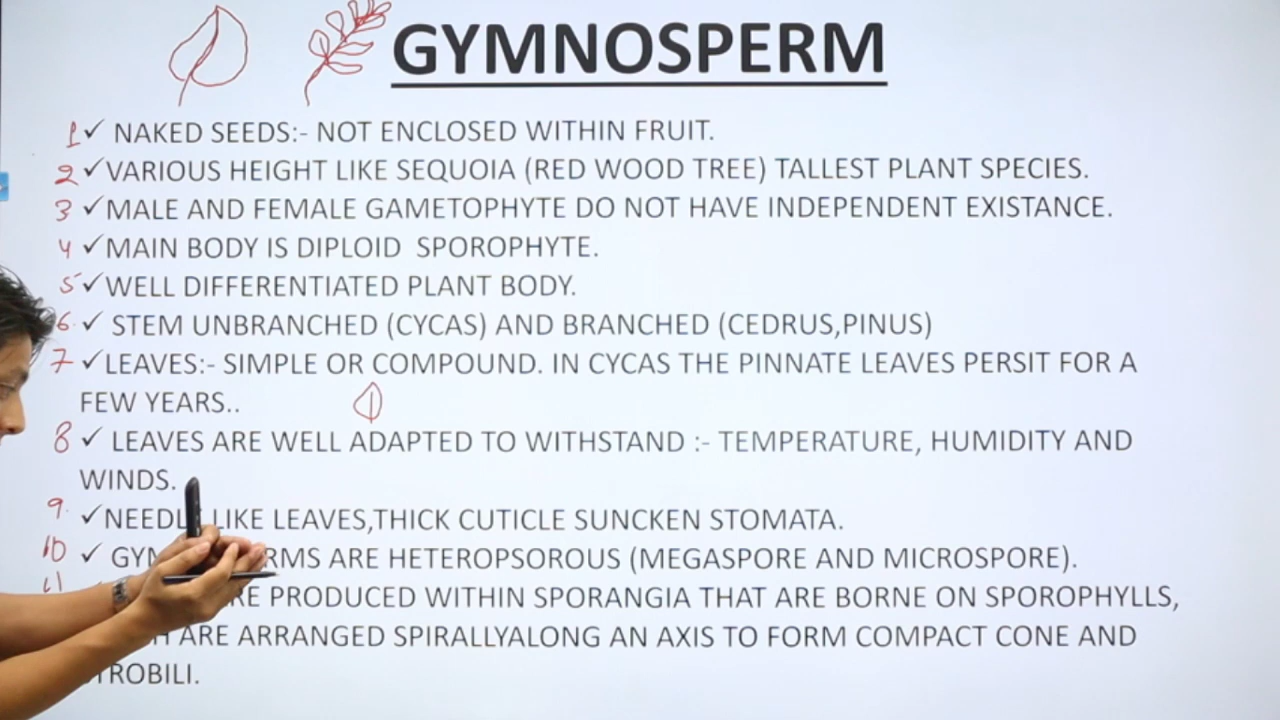 GYMNOSPERM
1 ✓ NAKED SEEDS:- NOT ENCLOSED WITHIN FRUIT.
2 ✓VARIOUS HEIGHT LIKE SEQUOIA (RED WOOD TREE) TALLEST PLANT SPECIES.
3 ✓MALE AND FEMALE GAMETOPHYTE DO NOT HAVE INDEPENDENT EXISTANCE.
4 ✓MAIN BODY IS DIPLOID SPOROPHYTE.
5 ✓WELL DIFFERENTIATED PLANT BODY.
6. ✓ STEM UNBRANCHED (CYCAS) AND BRANCHED (CEDRUS,PINUS)
7 ✓LEAVES:- SIMPLE OR COMPOUND. IN CYCAS THE PINNATE LEAVES PERSIT FOR A
FEW YEARS..
8 ✓ LEAVES ARE WELL ADAPTED TO WITHSTAND :- TEMPERATURE, HUMIDITY AND
WINDS.
9. ✓ LIKE LEAVES,THICK CUTICLE SUNCKEN STOMATA.
10 ✓ ARE HETEROPSOROUS (MEGASPORE AND MICROSPORE).
11 PRODUCED WITHIN SPORANGIA THAT ARE BORNE ON SPOROPHYLLS,
ARE ARRANGED SPIRALLYALONG AN AXIS TO FORM COMPACT CONE AND